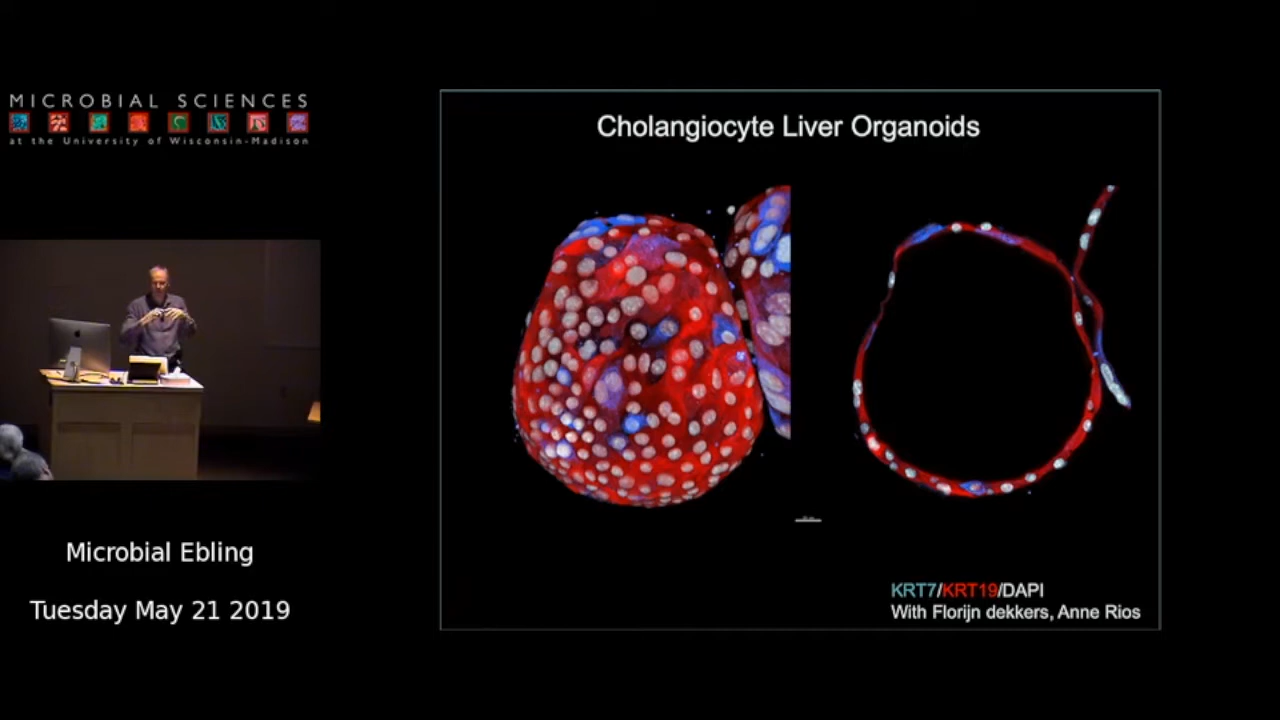 MICROBIAL SCIENCES
at the University of Wisconsin-Madison
Microbial Ebling
Tuesday May 21 2019
Cholangiocyte Liver Organoids
KRT7/KRT19/DAPI
With Florijn dekkers, Anne Rios